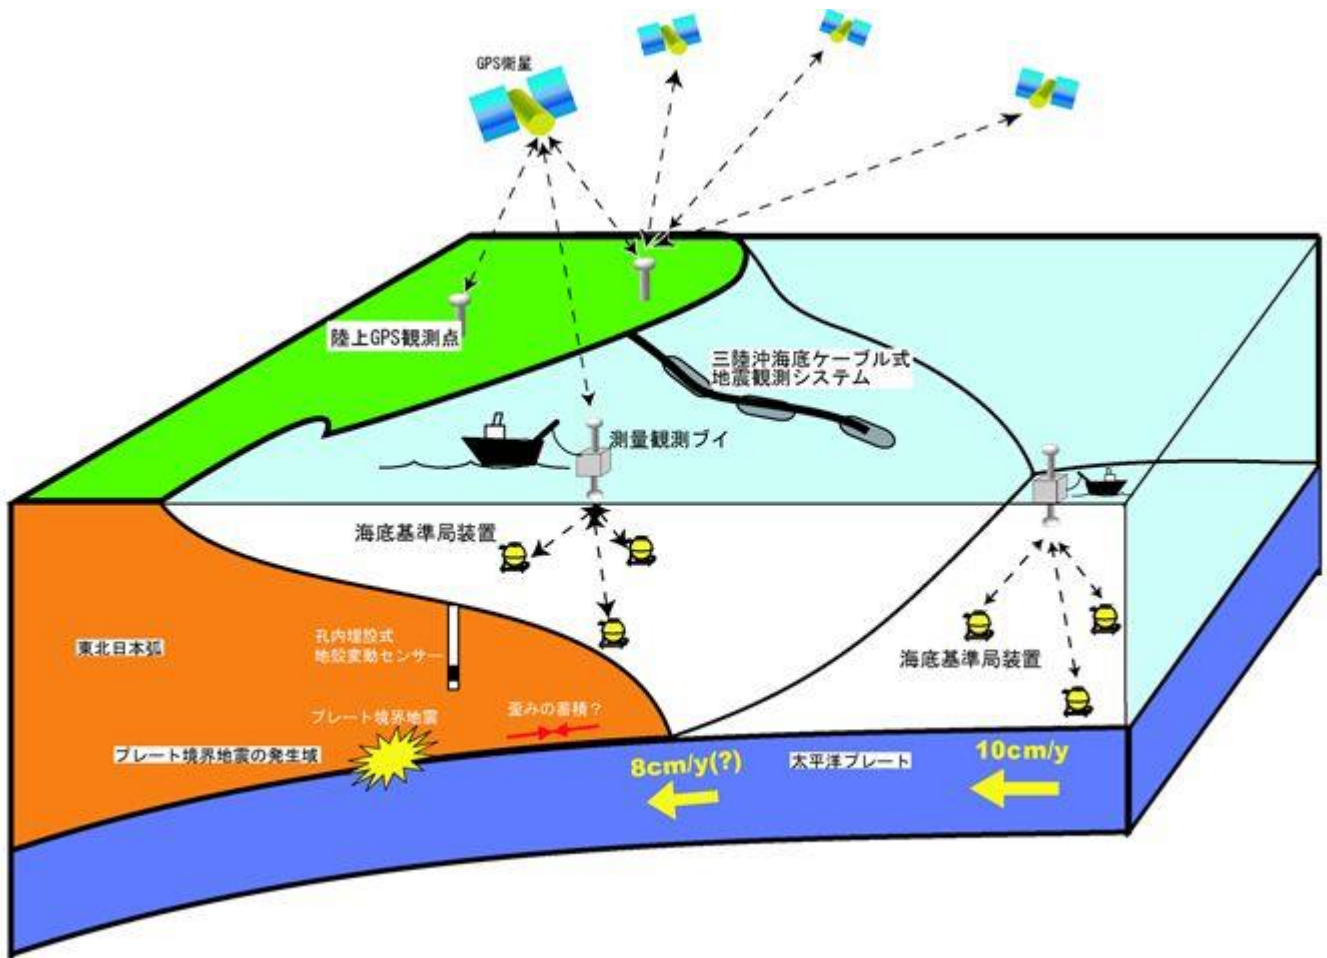 GPS衛星
陸上GPS観測点
三陸沖海底ケーブル式
地震観測システム
測量観測ブイ
海底基準局装置
東北日本弧
孔内埋設式
地殻変動センサー
海底基準局装置
プレート境界地震
歪みの蓄積?
プレート境界地震の発生域
8cm/y(?)
太平洋プレート
10cm/y